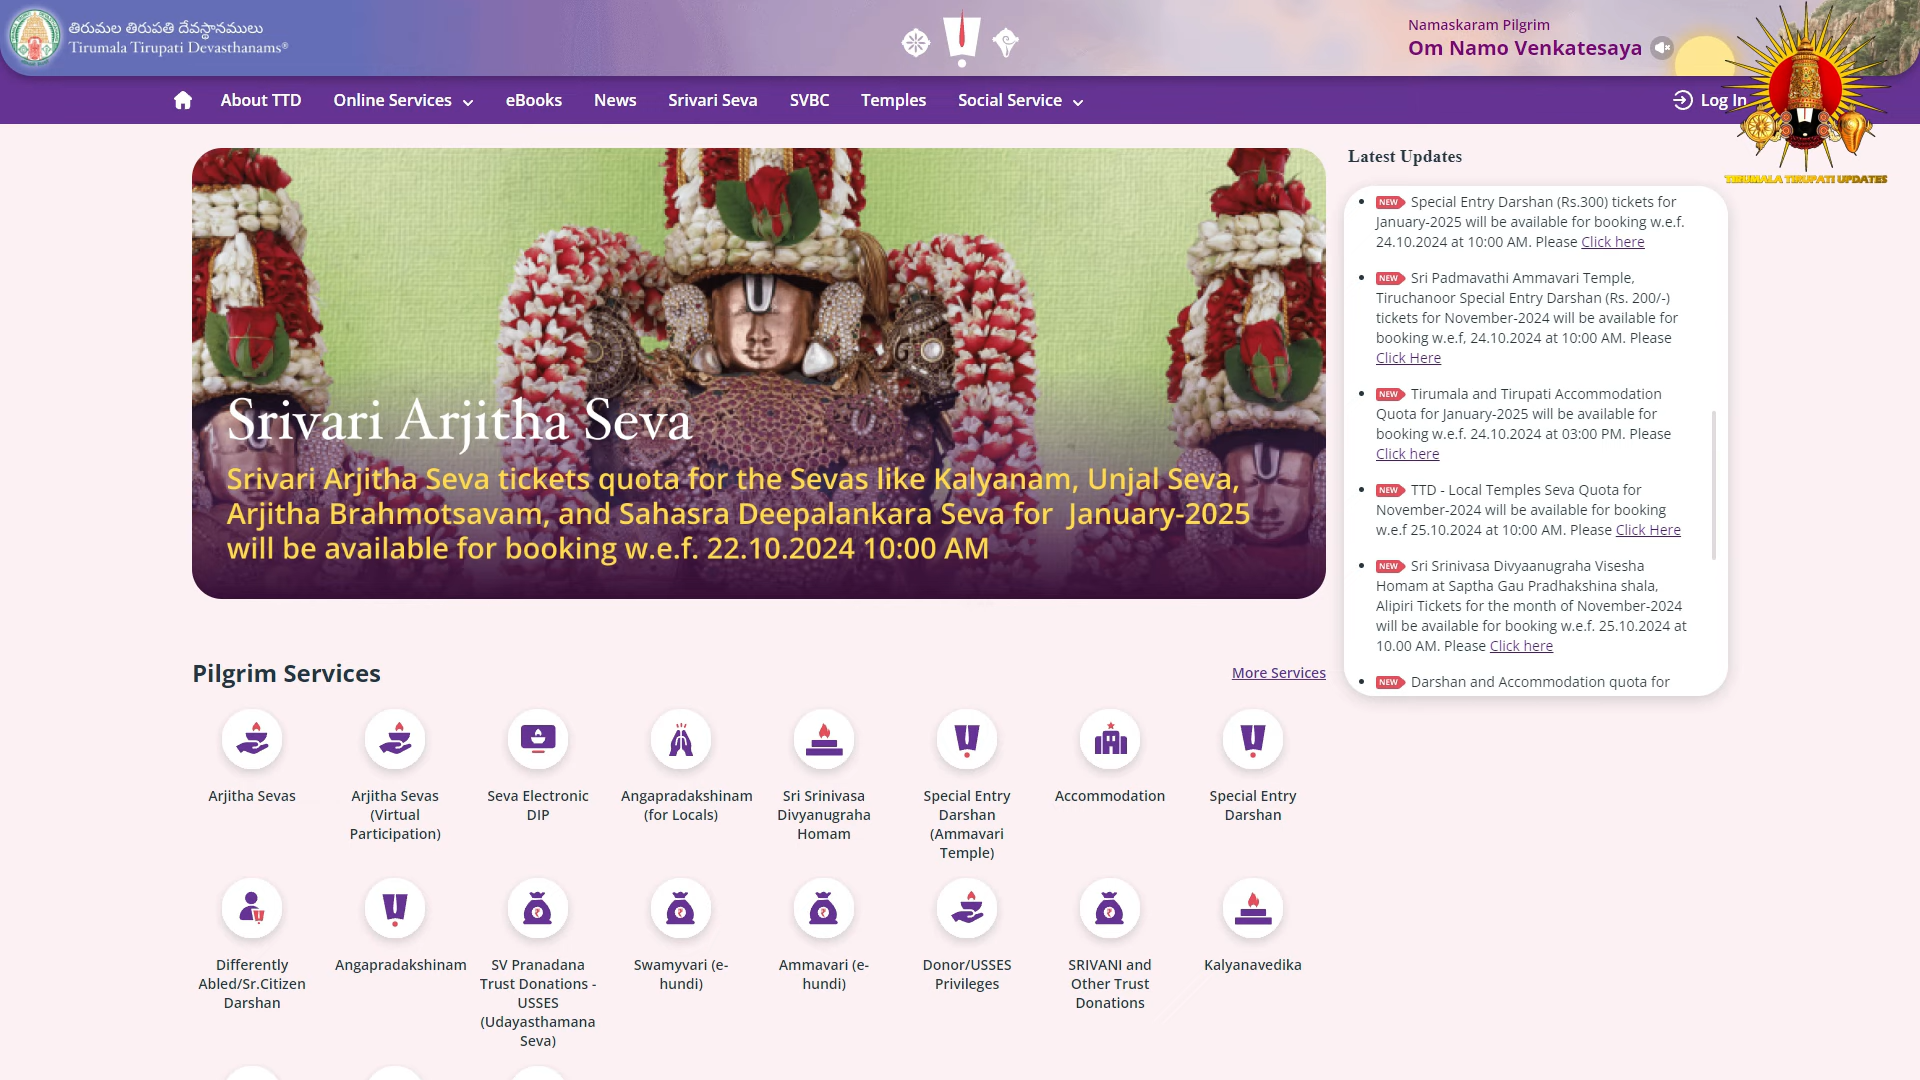 తిరుమల తిరుపతి దేవస్థానములు
Tirumala Tirupati Devasthanams®
Namaskaram Pilgrim
Om Namo Venkatesaya
About TTD
Online Services
eBooks
News
Srivari Seva
SVBC
Temples
Social Service
Log In
TIRUMALA TIRUPATI UPDATES
Srivari Arjitha Seva
Srivari Arjitha Seva tickets quota for the Sevas like Kalyanam, Unjal Seva,
Arjitha Brahmotsavam, and Sahasra Deepalankara Seva for January-2025
will be available for booking w.e.f. 22.10.2024 10:00 AM
Latest Updates
NEW Special Entry Darshan (Rs.300) tickets for
January-2025 will be available for booking w.e.f.
24.10.2024 at 10:00 AM. Please Click here
NEW Sri Padmavathi Ammavari Temple,
Tiruchanoor Special Entry Darshan (Rs. 200/-)
tickets for November-2024 will be available for
booking w.e.f, 24.10.2024 at 10:00 AM. Please
Click Here
NEW Tirumala and Tirupati Accommodation
Quota for January-2025 will be available for
booking w.e.f. 24.10.2024 at 03:00 PM. Please
Click here
NEW TTD - Local Temples Seva Quota for
November-2024 will be available for booking
w.e.f 25.10.2024 at 10:00 AM. Please Click Here
NEW Sri Srinivasa Divyaanugraha Visesha
Homam at Saptha Gau Pradhakshina shala,
Alipiri Tickets for the month of November-2024
will be available for booking w.e.f. 25.10.2024 at
10.00 AM. Please Click here
NEW Darshan and Accommodation quota for
Pilgrim Services
More Services
Arjitha Sevas
Arjitha Sevas
(Virtual
Participation)
Seva Electronic
DIP
Angapradakshinam
(for Locals)
Sri Srinivasa
Divyanugraha
Homam
Special Entry
Darshan
(Ammavari
Temple)
Accommodation
Special Entry
Darshan
Differently
Abled/Sr.Citizen
Darshan
Angapradakshinam
SV Pranadana
Trust Donations -
USSES
(Udayasthamana
Seva)
Swamyvari (e-
hundi)
Ammavari (e-
hundi)
Donor/USSES
Privileges
SRIVANI and
Other Trust
Donations
Kalyanavedika